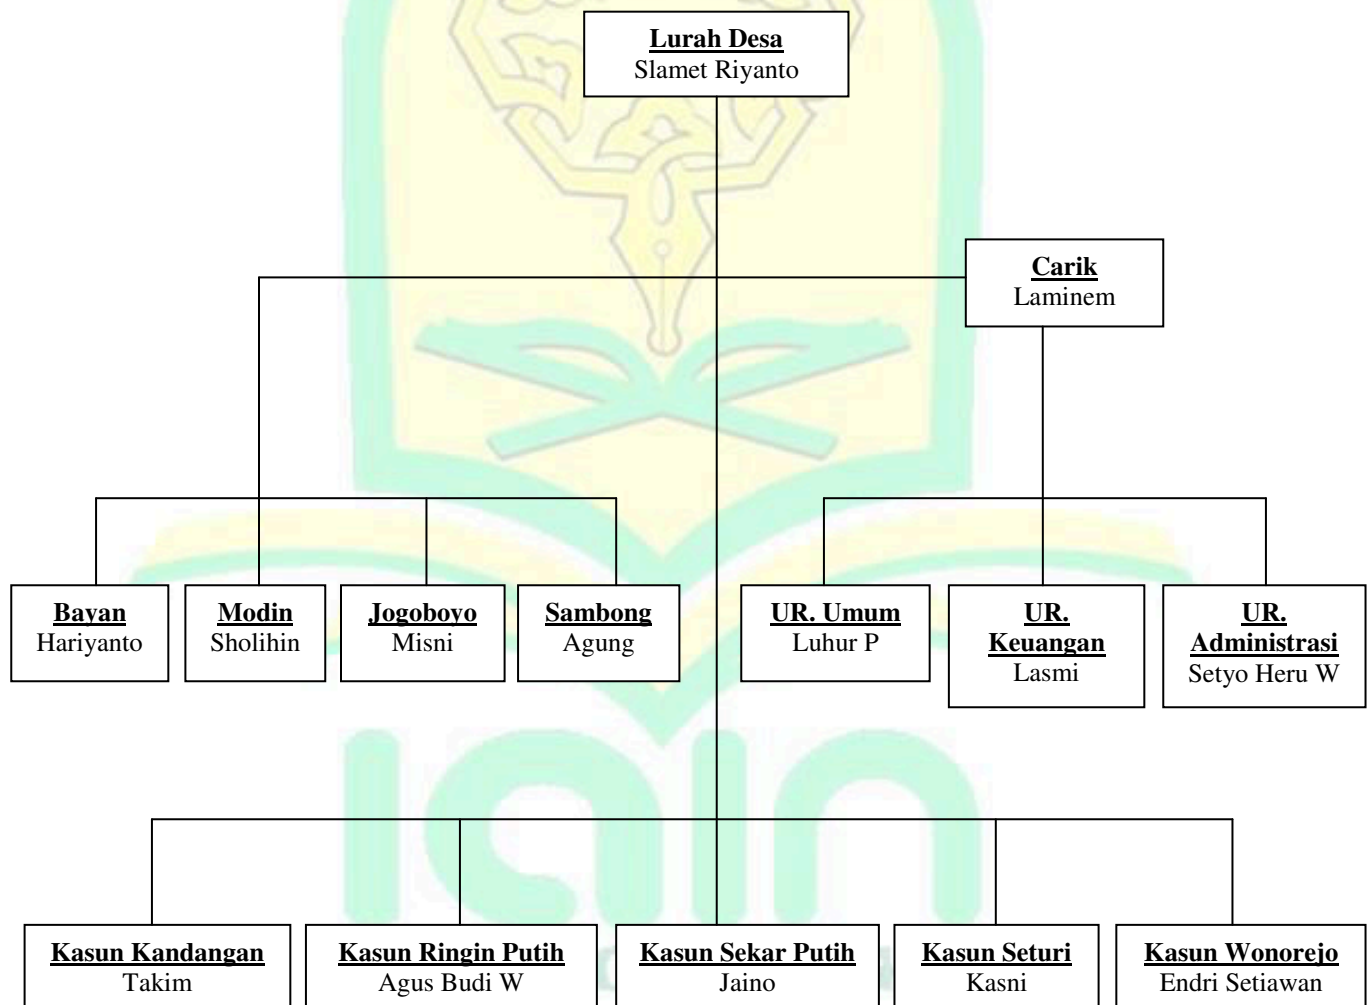 Lurah Desa
Slamet Riyanto
Carik
Laminem
Bayan
Hariyanto
Modin
Sholihin
Jogoboyo
Misni
Sambong
Agung
UR. Umum
Luhur P
UR.
Keuangan
Lasmi
UR.
Administrasi
Setyo Heru W
iain
Kasun Kandangan
Takim
Kasun Ringin Putih
Agus Budi W
Kasun Sekar Putih
Jaino
Kasun Seturi
Kasni
Kasun Wonorejo
Endri Setiawan